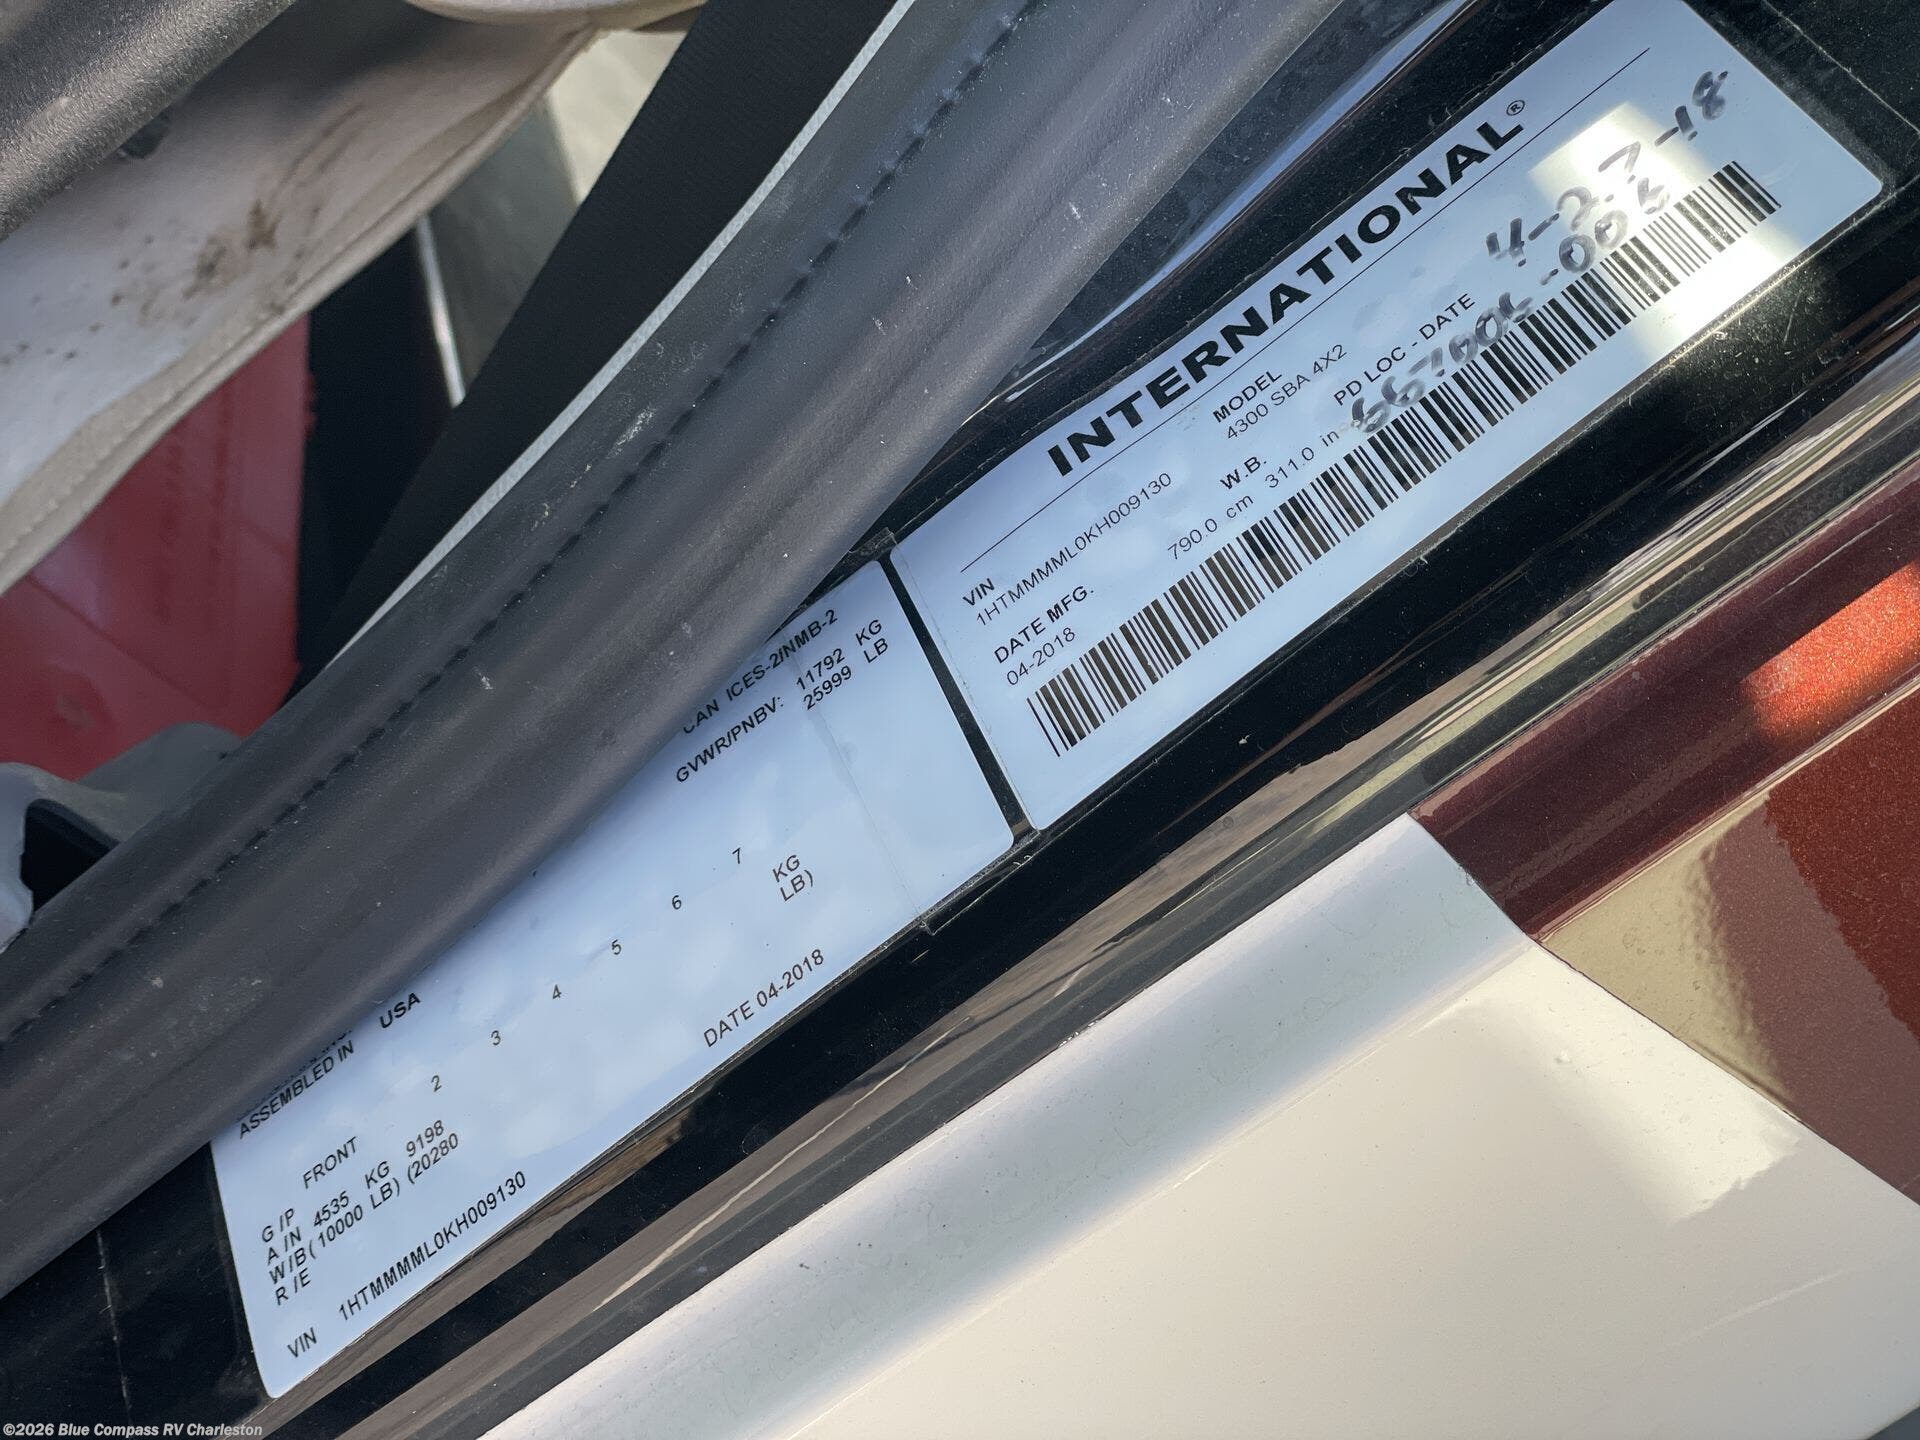 INTERNATIONAL®
4-27-18
VIN
1HTMMMML0KH009130
MODEL
4300 SBA 4X2
DATE MFG.
04-2018
W.B.
790.0 cm 311.0 in
PD LOC - DATE
CAN ICES-2/NMB-2
GVWR/PNBV: 11792 KG
25999 LB
ASSEMBLED IN USA
FRONT 2 3 4 5 6 7
G /P
A /N 4535 KG 9198 KG
W/B (10000 LB) (20280 LB)
R /E
VIN 1HTMMMML0KH009130 DATE 04-2018
©2026 Blue Compass RV Charleston